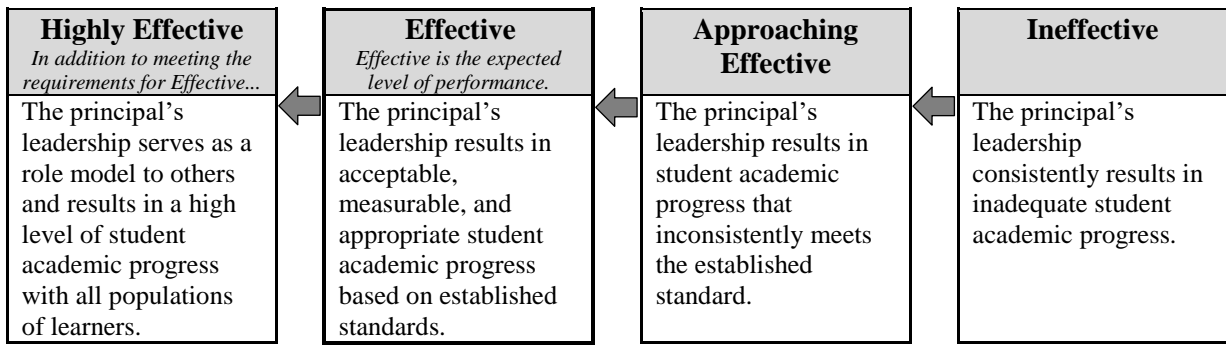 Highly Effective
In addition to meeting the
requirements for Effective...
The principal's
leadership serves as a
role model to others
and results in a high
level of student
academic progress
with all populations
of learners.
Effective
Effective is the expected
level of performance.
The principal's
leadership results in
acceptable,
measurable, and
appropriate student
academic progress
based on established
standards.
Approaching
Effective
The principal's
leadership results in
student academic
progress that
inconsistently meets
the established
standard.
Ineffective
The principal's
leadership
consistently results in
inadequate student
academic progress.